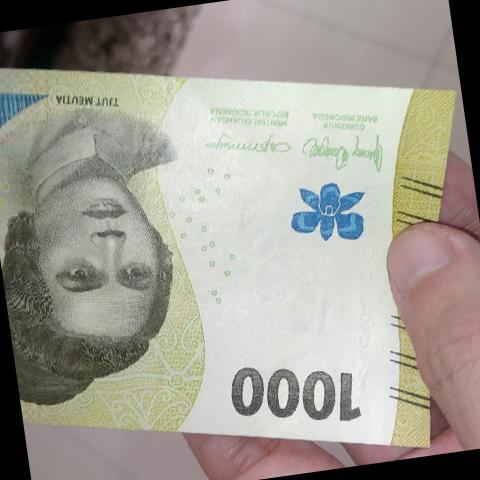 1000
GUBERNUR
BANK INDONESIA
MENTERI KEUANGAN
REPUBLIK INDONESIA
TJUT MEUTIA